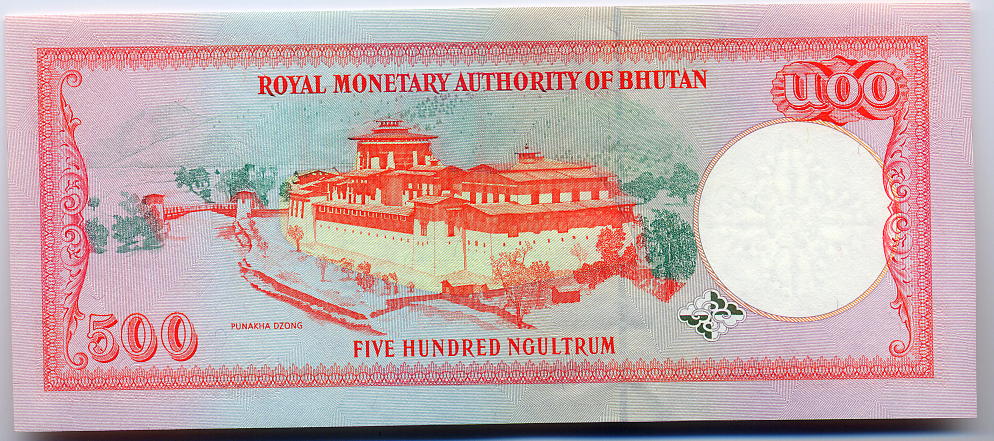 ROYAL MONETARY AUTHORITY OF BHUTAN
༥༠༠
500
PUNAKHA DZONG
FIVE HUNDRED NGULTRUM